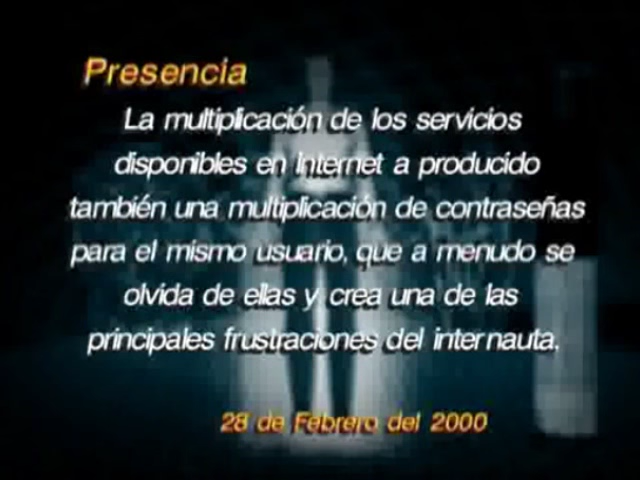 Presencia
La multiplicación de los servicios
disponibles en Internet a producido
también una multiplicación de contraseñas
para el mismo usuario, que a menudo se
olvida de ellas y crea una de las
principales frustraciones del internauta.
28 de Febrero del 2000